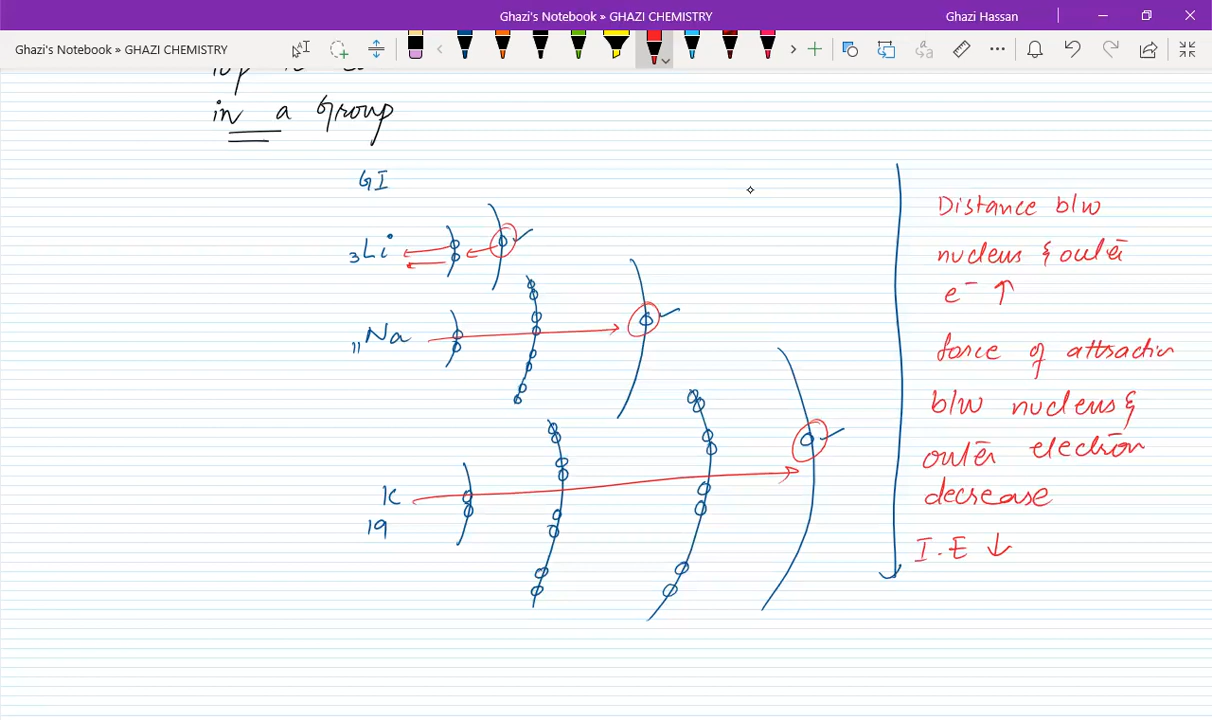 Ghazi's Notebook » GHAZI CHEMISTRY
Ghazi Hassan
Ghazi's Notebook » GHAZI CHEMISTRY
in a Group
GI
3Li
11Na
K
19
Distance b/w
nucleus & outer
e- ↑
force of attraction
b/w nucleus &
outer electron
decrease
I.E ↓